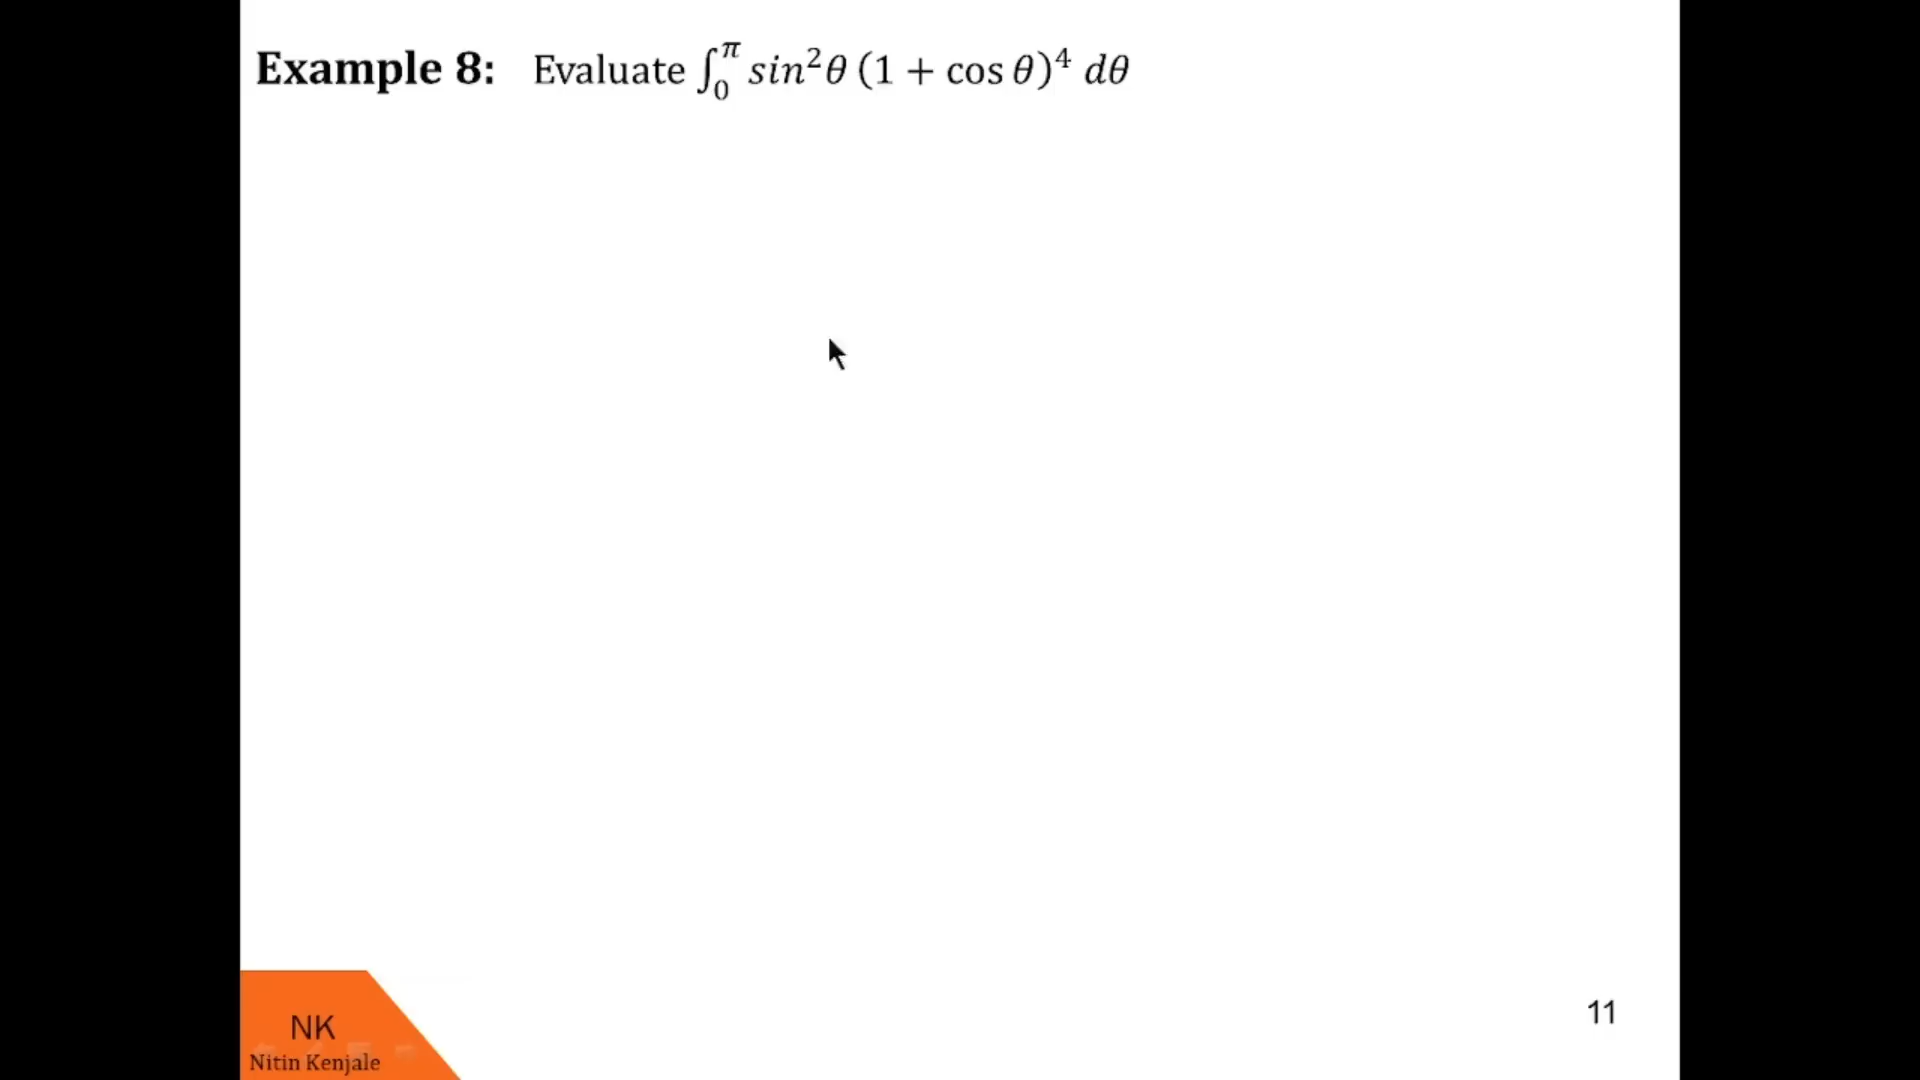 Example 8: Evaluate ∫₀^π sin²θ (1 + cos θ)⁴ dθ
NK
Nitin Kenjale
11